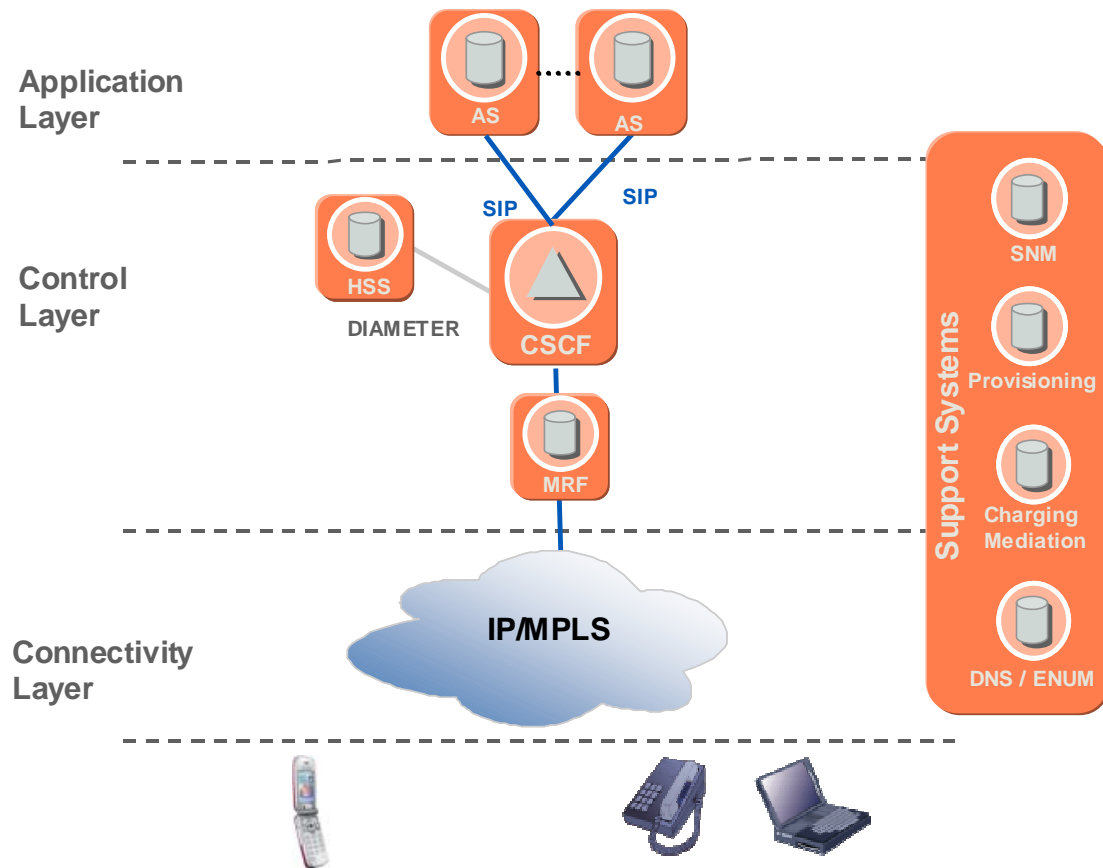 Application
Layer
AS
AS
SIP
SIP
HSS
DIAMETER
CSCF
Control
Layer
MRF
IP/MPLS
Connectivity
Layer
Support Systems
SNM
Provisioning
Charging
Mediation
DNS / ENUM